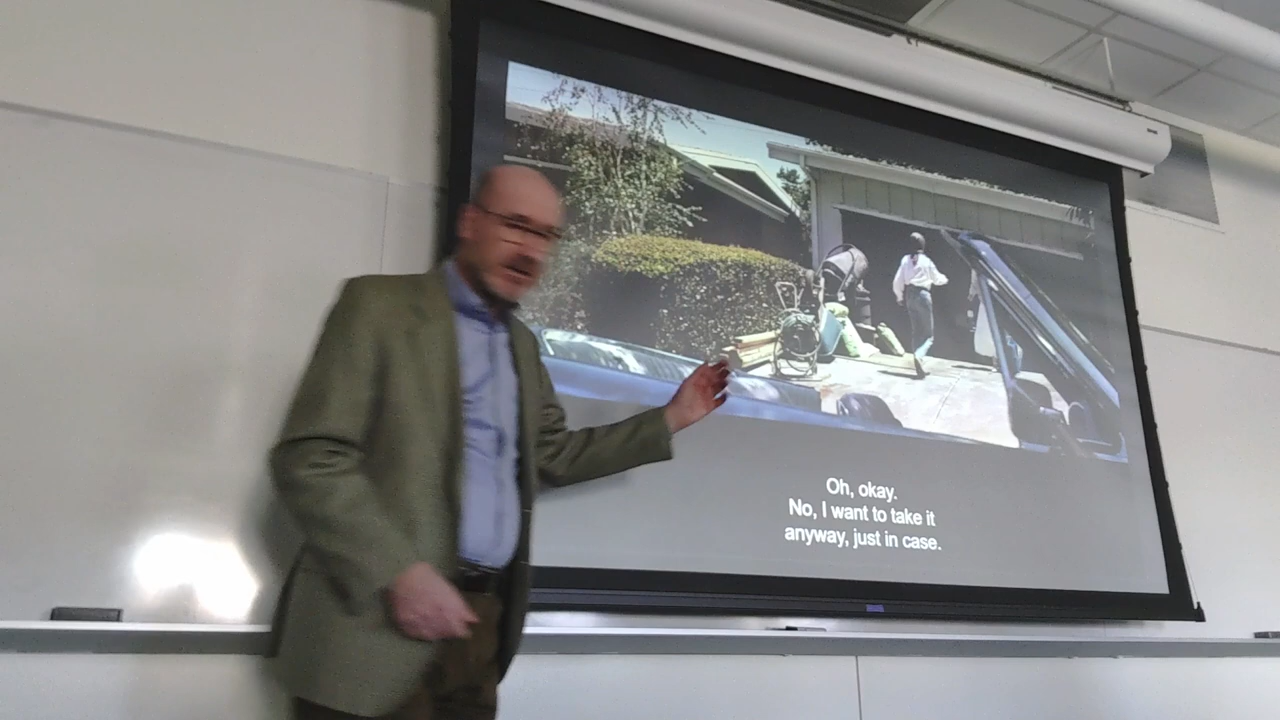 Oh, okay.
No, I want to take it
anyway, just in case.